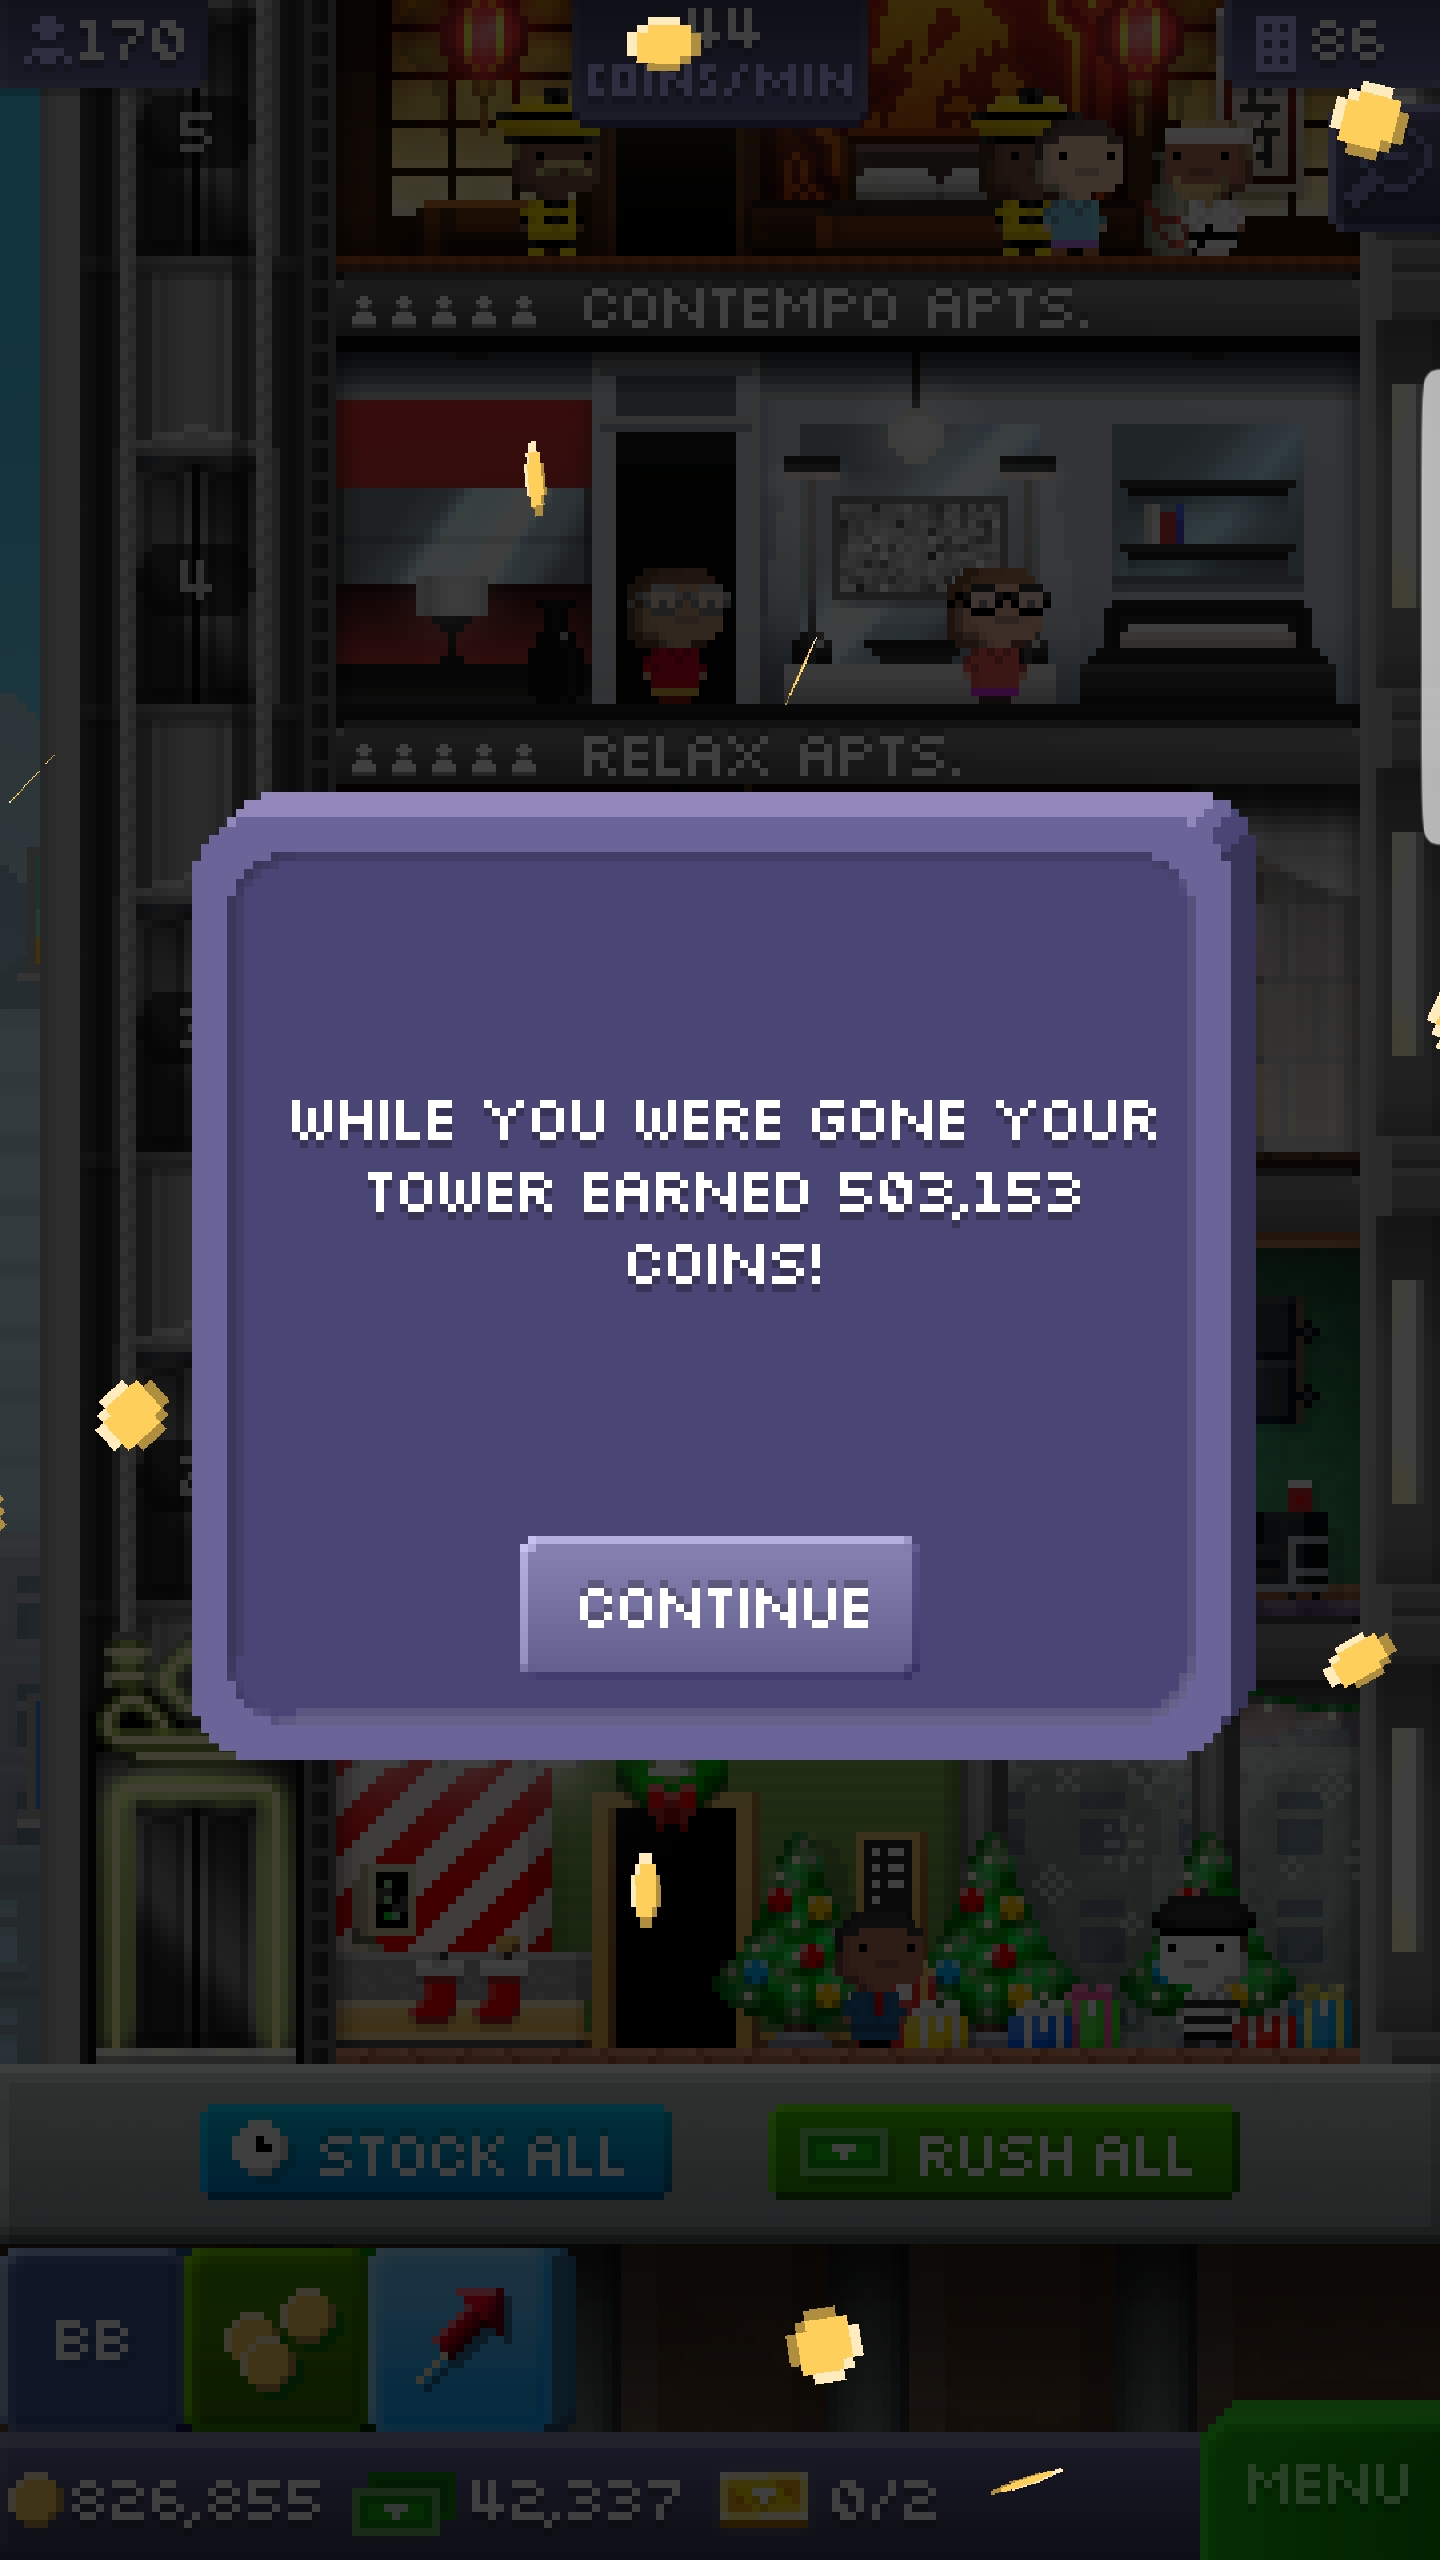 170
44
COINS/MIN
86
5
CONTEMPO APTS.
4
RELAX APTS.
WHILE YOU WERE GONE YOUR
TOWER EARNED 503,153
COINS!
CONTINUE
STOCK ALL
RUSH ALL
BB
826,855
42,337
0/2
MENU